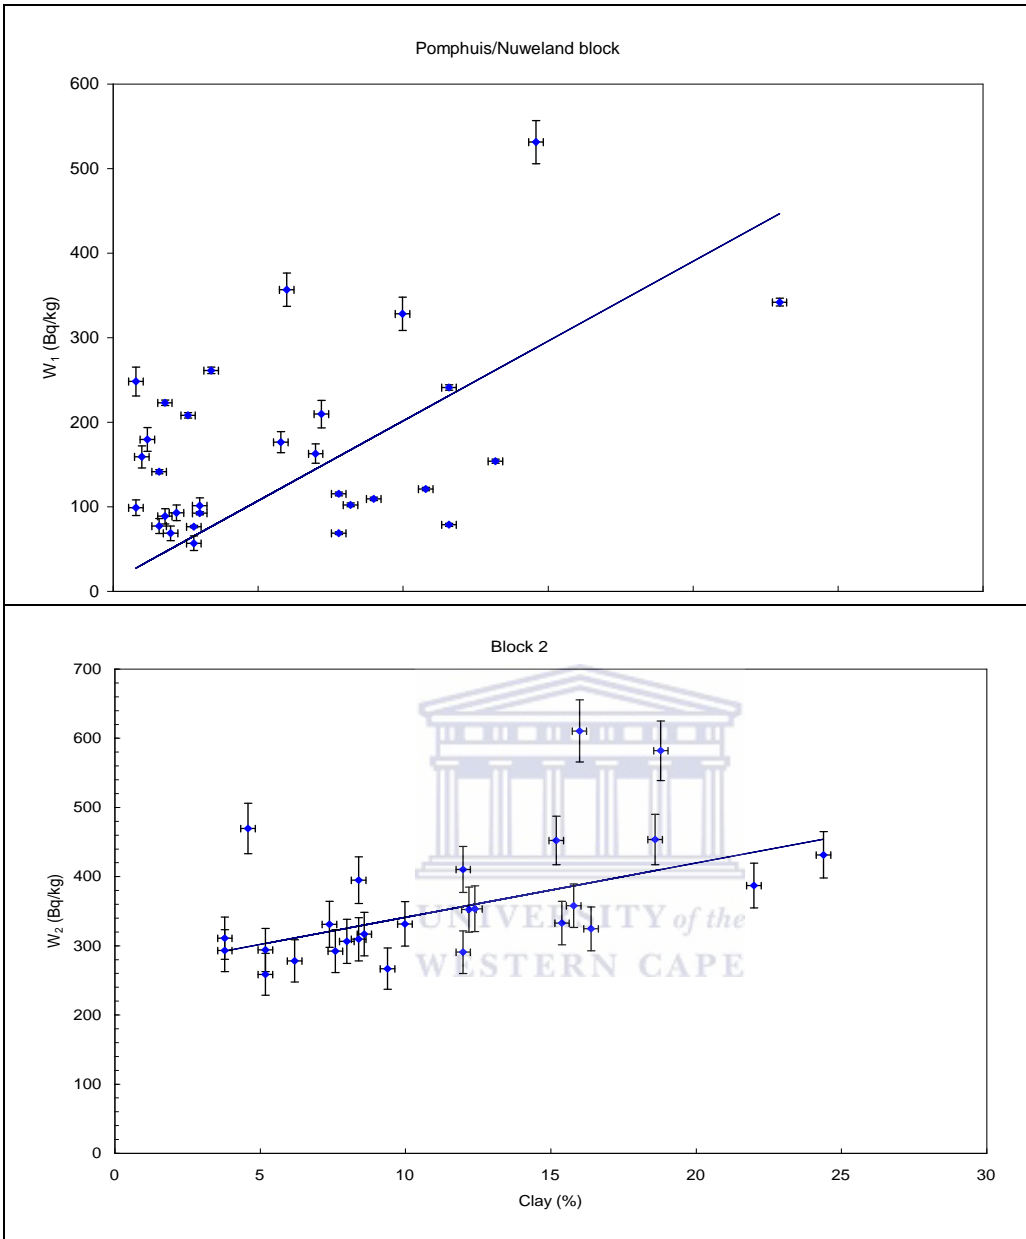 Pomphuis/Nuweland block
600
500
400
300
200
100
0
W₁ (Bq/kg)
Block 2
700
600
500
400
300
200
100
0
W₂ (Bq/kg)
UNIVERSITY of the
WESTERN CAPE
0 5 10 15 20 25 30
Clay (%)